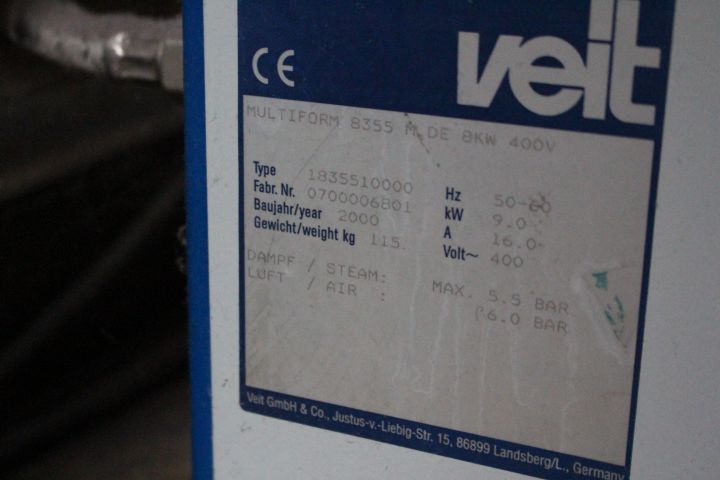 CE
veit
MULTIFORM 8355 M.DE 8KW 400V
Type 1835510000 Hz 50-60
Fabr. Nr. 0700006801 kW 9.0
Baujahr/year 2000 A 16.0
Gewicht/weight kg 115. Volt~ 400
DAMPF / STEAM: MAX. 5.5 BAR
LUFT / AIR : 6.0 BAR
Veit GmbH & Co., Justus-v.-Liebig-Str. 15, 86899 Landsberg/L., Germany